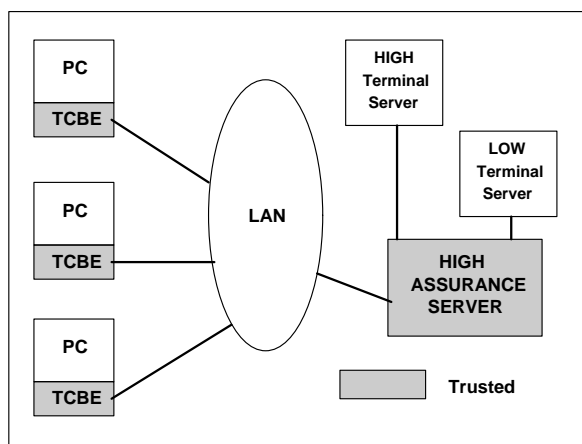 PC
TCBE
PC
TCBE
PC
TCBE
LAN
HIGH
Terminal
Server
LOW
Terminal
Server
HIGH
ASSURANCE
SERVER
Trusted